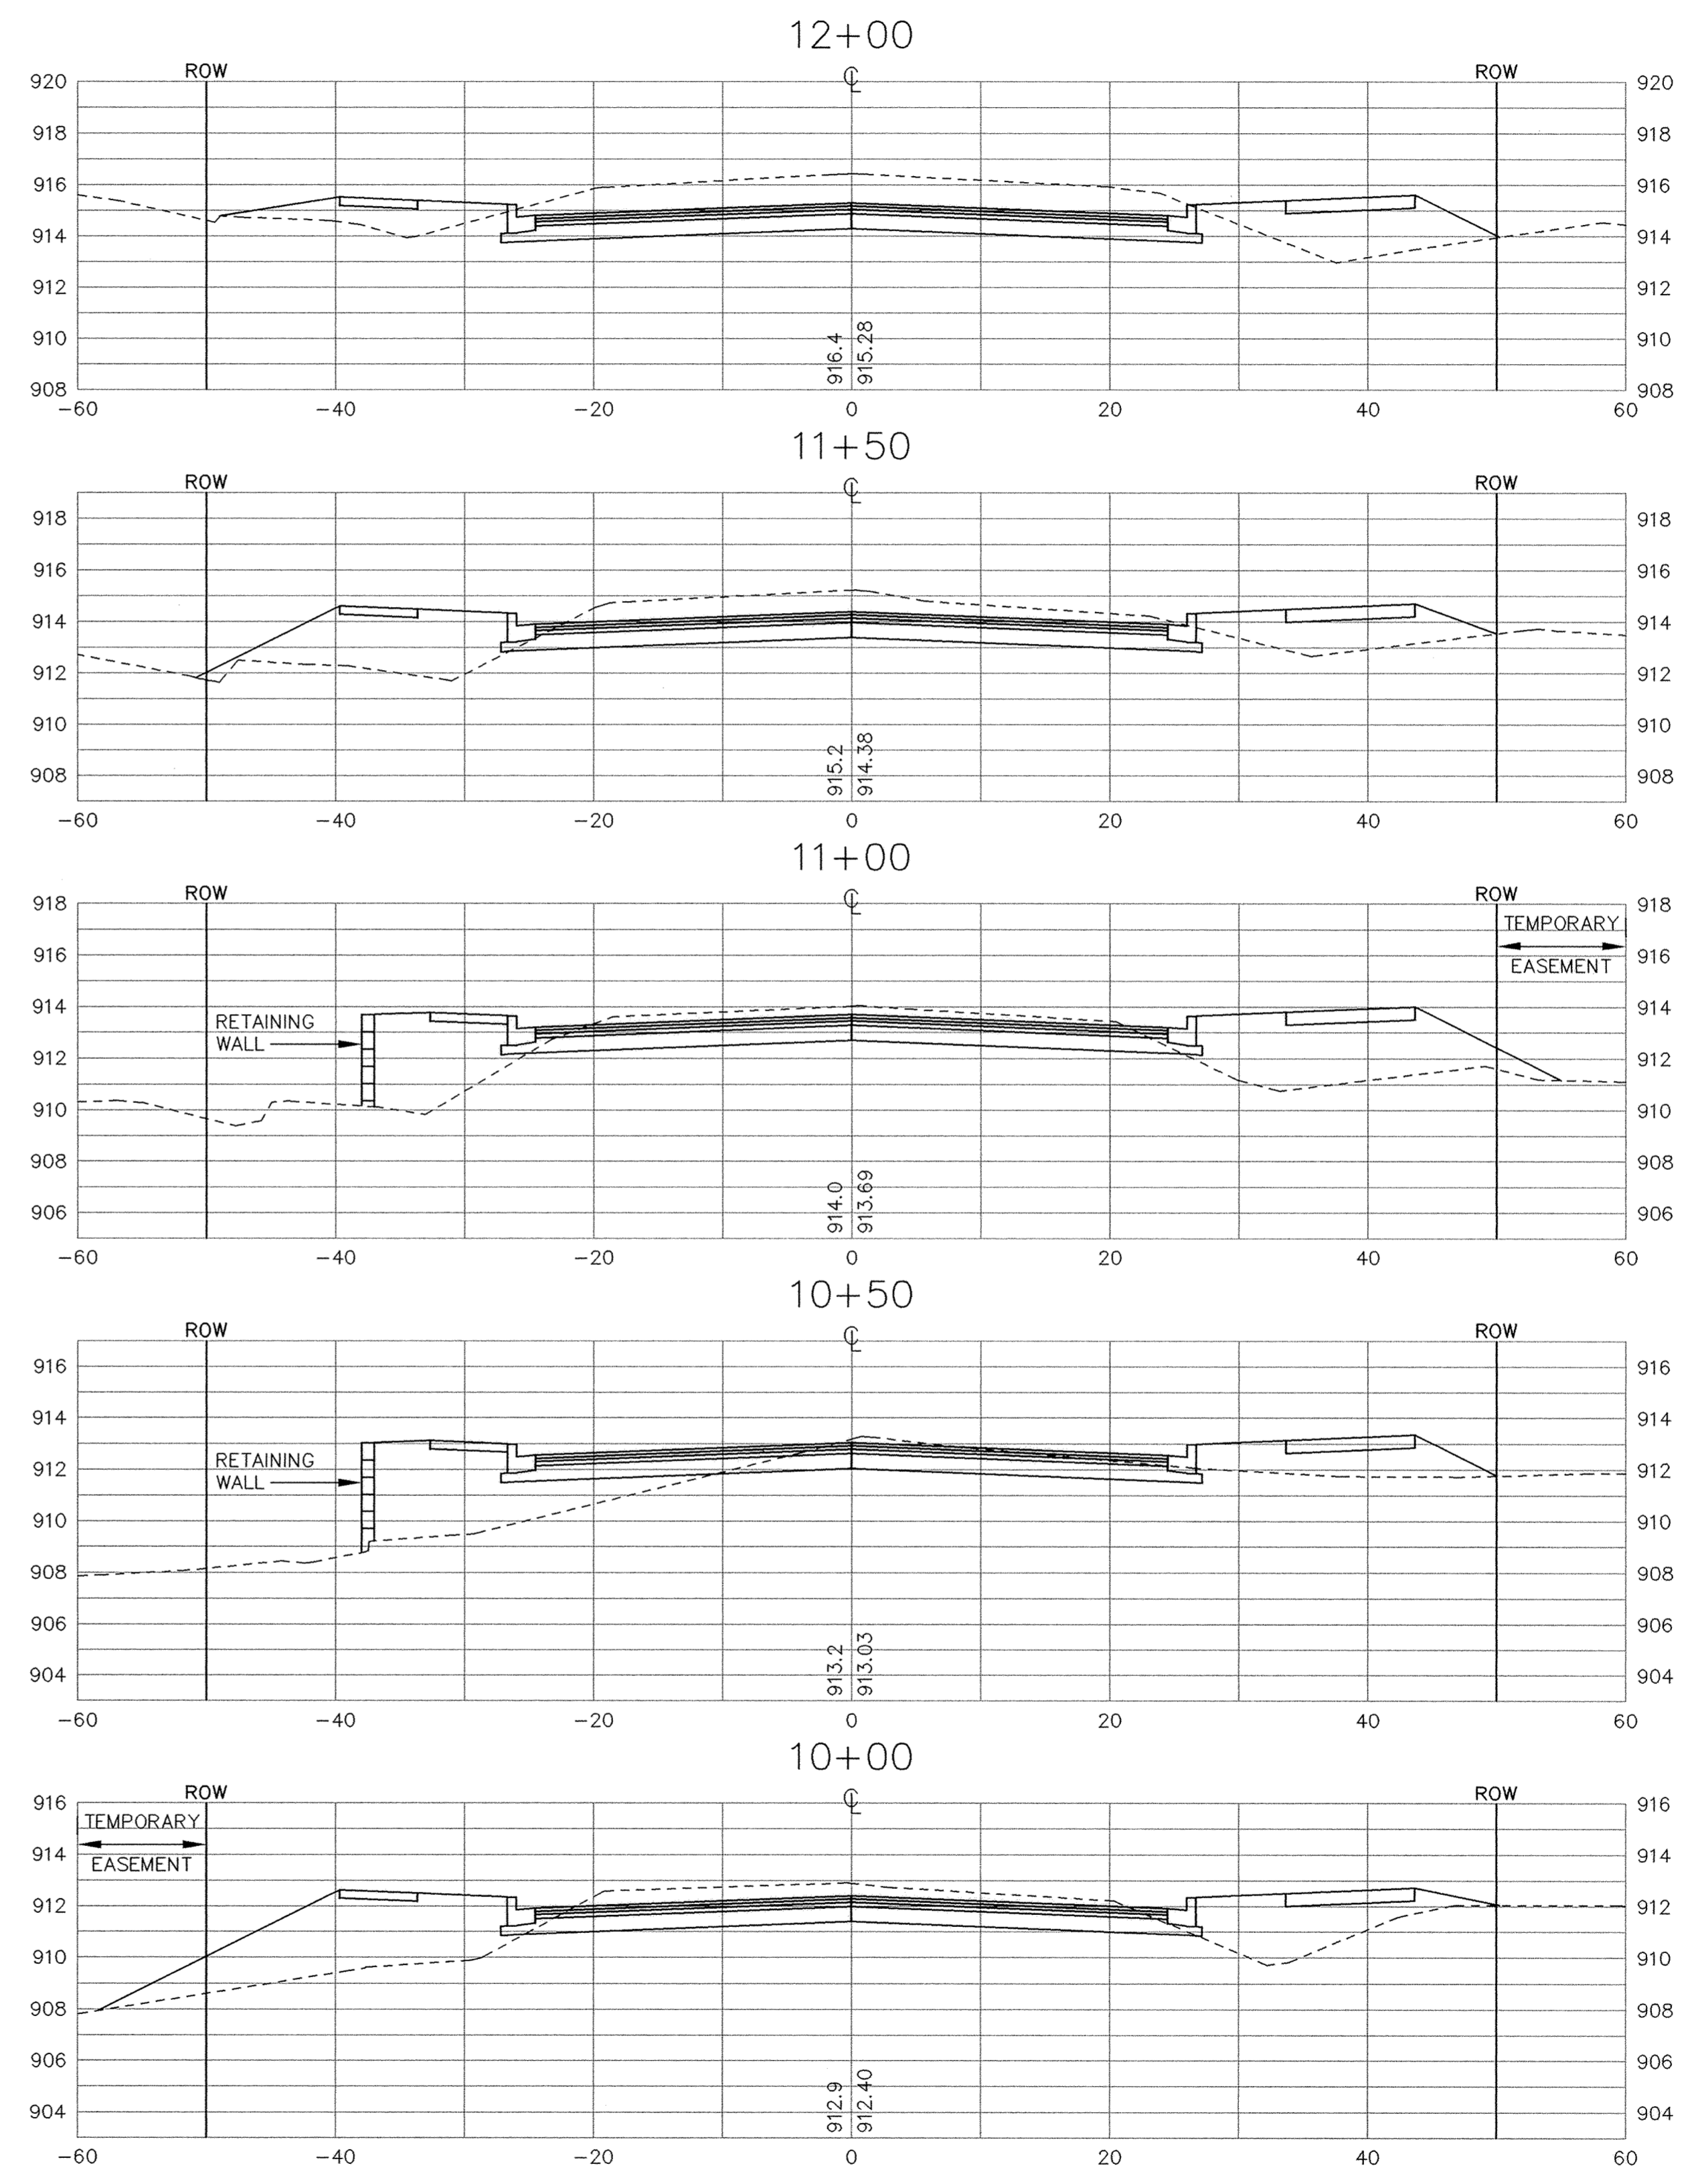 12+00
ROW ℄ ROW
920 920
918 918
916 916
914 914
912 912
910 916.4 915.28 910
908 908
-60 -40 -20 0 20 40 60
11+50
ROW ℄ ROW
918 918
916 916
914 914
912 912
910 910
908 915.2 914.38 908
-60 -40 -20 0 20 40 60
11+00
ROW ℄ ROW
918 918
TEMPORARY
916 916
EASEMENT
914 914
RETAINING
WALL
912 912
910 910
908 908
906 914.0 913.69 906
-60 -40 -20 0 20 40 60
10+50
ROW ℄ ROW
916 916
914 914
RETAINING
WALL
912 912
910 910
908 908
906 906
904 913.2 913.03 904
-60 -40 -20 0 20 40 60
10+00
ROW ℄ ROW
916 916
TEMPORARY
EASEMENT
914 914
912 912
910 910
908 908
906 906
904 912.9 912.40 904
-60 -40 -20 0 20 40 60